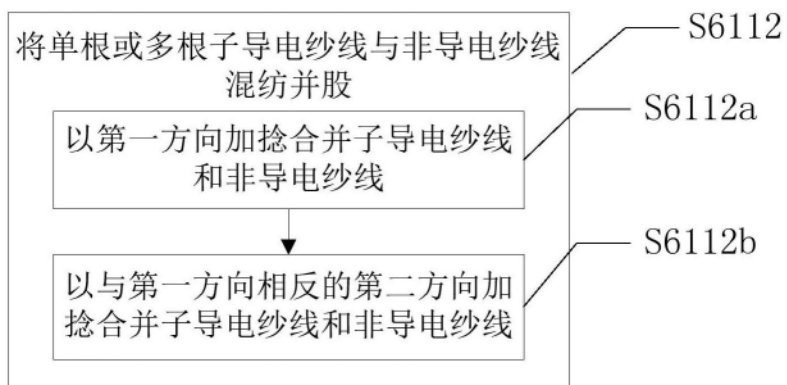 将单根或多根子导电纱线与非导电纱线
混纺并股
S6112
以第一方向加捻合并子导电纱线
和非导电纱线
S6112a
以与第一方向相反的第二方向加
捻合并子导电纱线和非导电纱线
S6112b